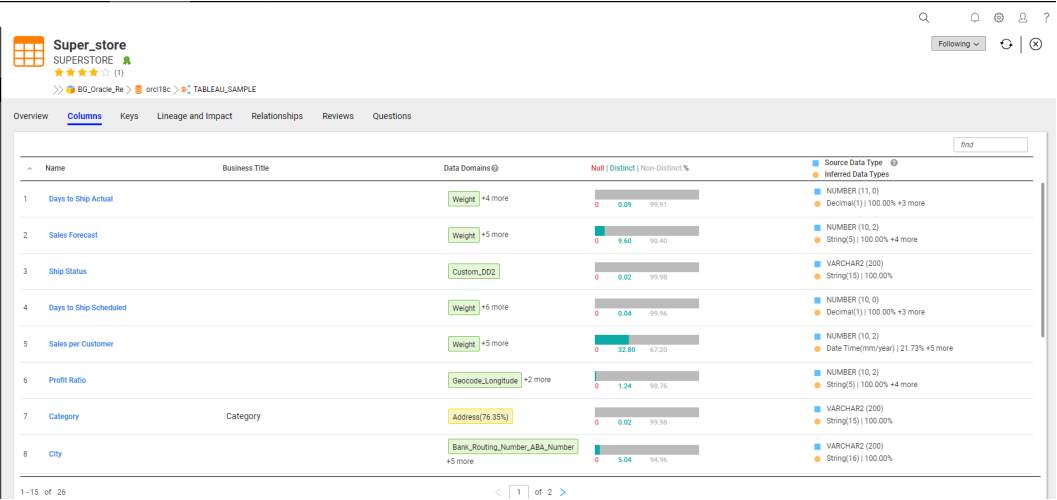 Super_store
SUPERSTORE
(1)
BG_Oracle_Re orcl18c TABLEAU_SAMPLE
Following
?
Overview Columns Keys Lineage and Impact Relationships Reviews Questions
find
Name Business Title Data Domains Null | Distinct | Non-Distinct % Source Data Type
Inferred Data Types
1 Days to Ship Actual Weight +4 more 0 0.09 99.91 NUMBER (11, 0)
Decimal(1) | 100.00% +3 more
2 Sales Forecast Weight +5 more 0 9.60 90.40 NUMBER (10, 2)
String(5) | 100.00% +4 more
3 Ship Status Custom_DD2 0 0.02 99.98 VARCHAR2 (200)
String(15) | 100.00%
4 Days to Ship Scheduled Weight +6 more 0 0.04 99.96 NUMBER (10, 0)
Decimal(1) | 100.00% +3 more
5 Sales per Customer Weight +5 more 0 32.80 67.20 NUMBER (10, 2)
Date Time(mm/year) | 21.73% +5 more
6 Profit Ratio Geocode_Longitude +2 more 0 1.24 98.76 NUMBER (10, 2)
String(5) | 100.00% +4 more
7 Category Category Address(76.35%) 0 0.02 99.98 VARCHAR2 (200)
String(15) | 100.00%
8 City Bank_Routing_Number_ABA_Number
+5 more 0 5.04 94.96 VARCHAR2 (200)
String(16) | 100.00%
1-15 of 26 1 of 2